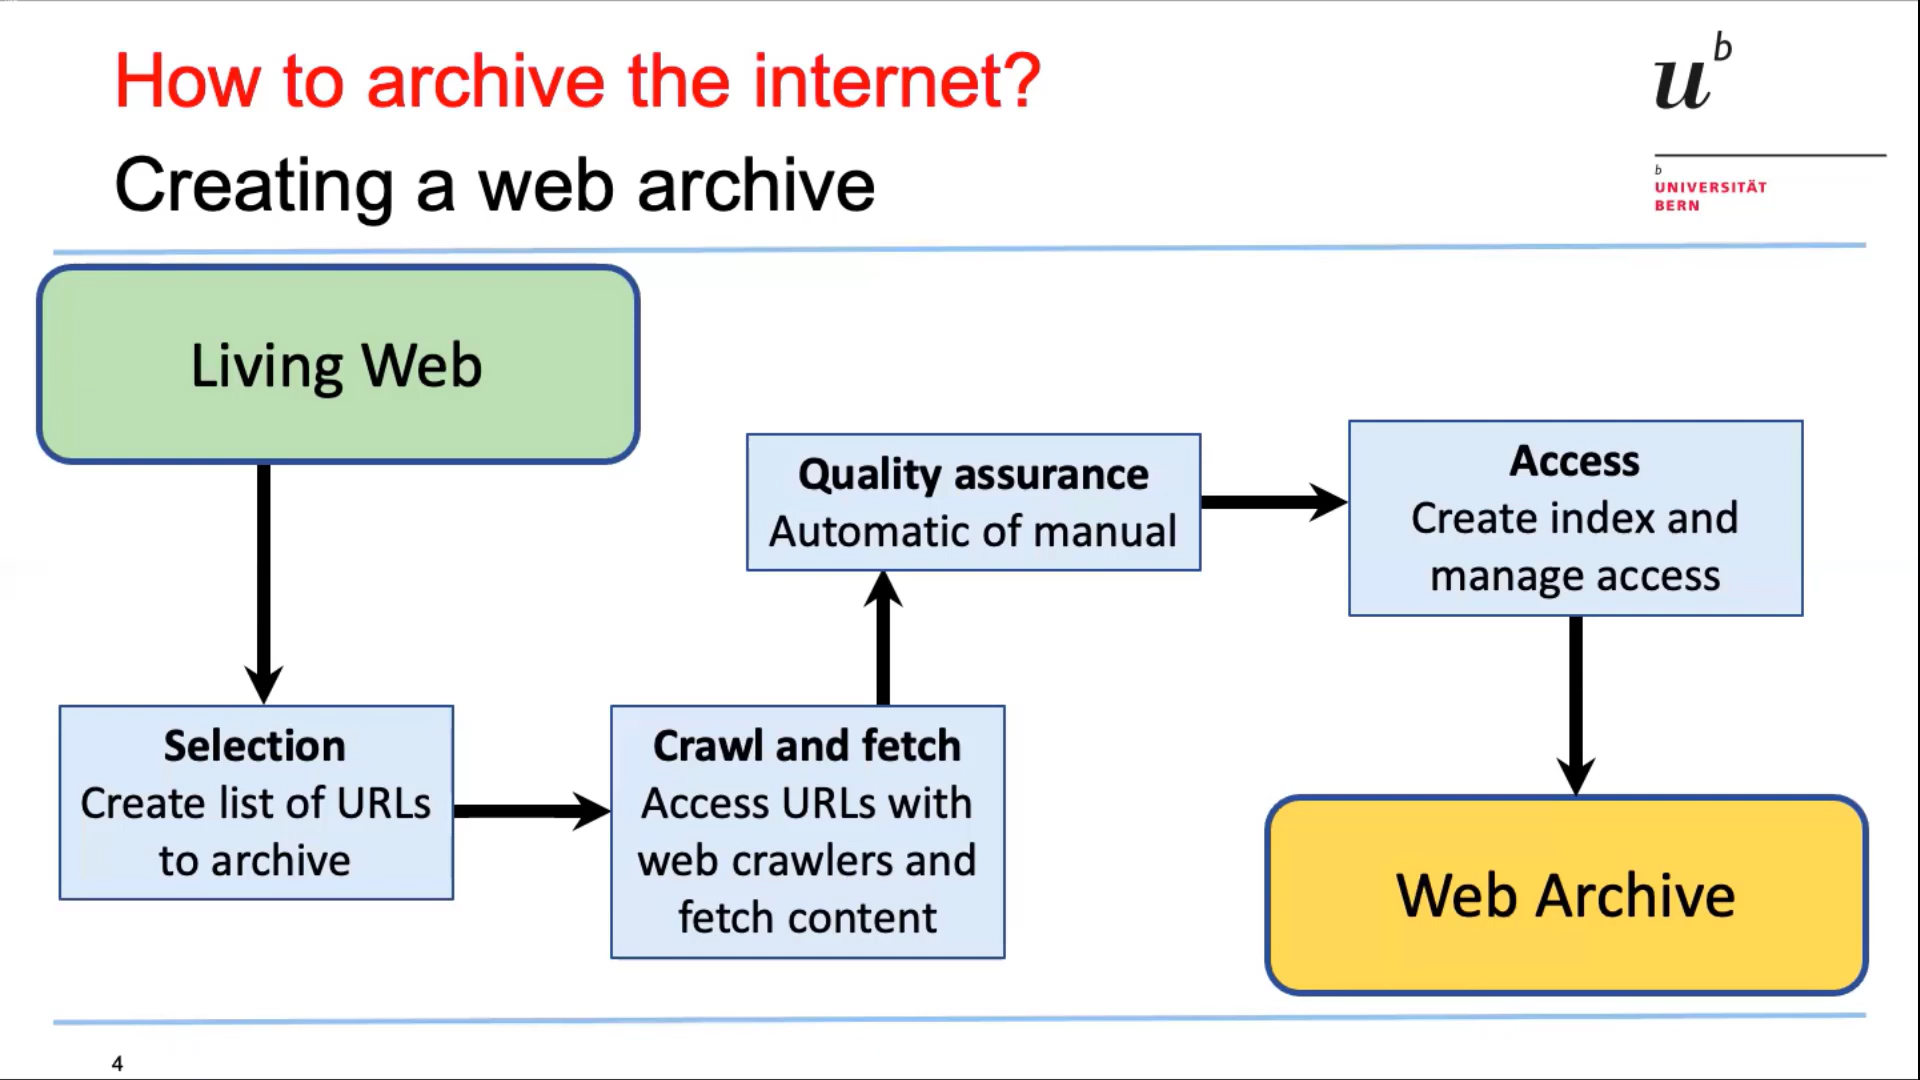 How to archive the internet?
Creating a web archive
u b
b
UNIVERSITÄT
BERN
Living Web
Selection
Create list of URLs
to archive
Crawl and fetch
Access URLs with
web crawlers and
fetch content
Quality assurance
Automatic of manual
Access
Create index and
manage access
Web Archive
4